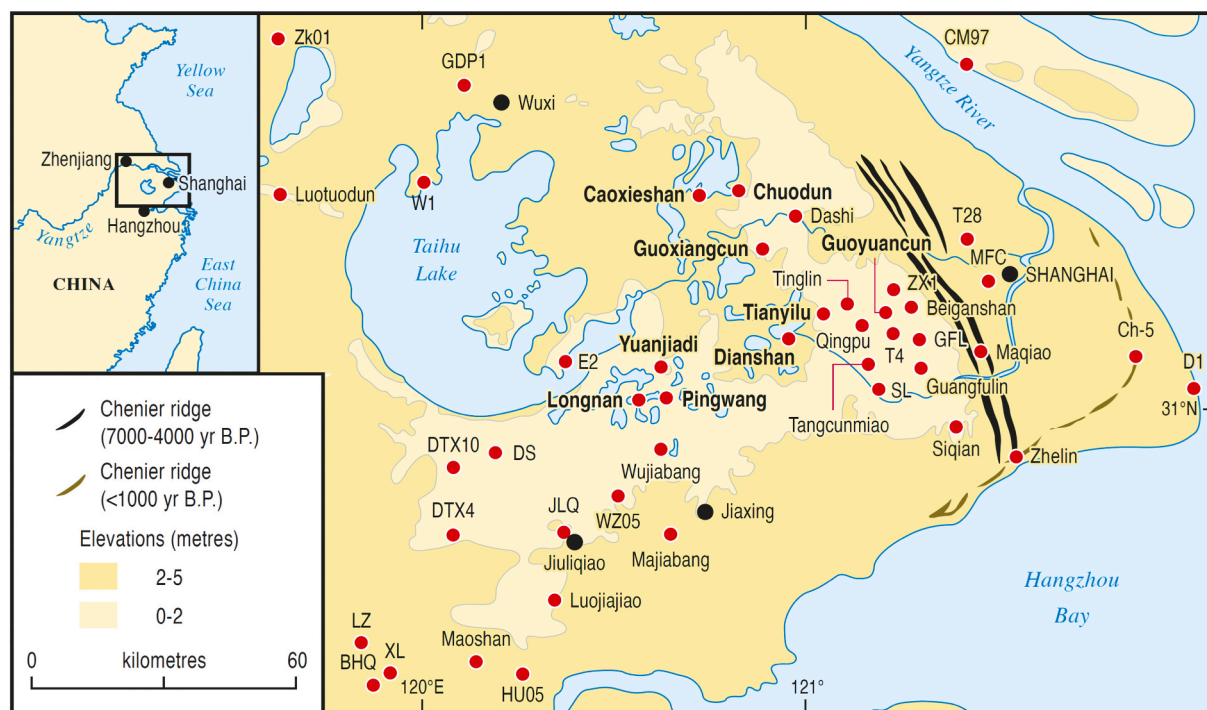 Yellow
Sea
Zhenjiang
Shanghai
Hangzhou
Yangtze
CHINA
East
China
Sea
Chenier ridge
(7000-4000 yr B.P.)
Chenier ridge
(<1000 yr B.P.)
Elevations (metres)
2-5
0-2
0 kilometres 60
Zk01
GDP1
Wuxi
CM97
Yangtze River
Luotuodun
W1
Caoxieshan
Chuodun
Dashi
T28
Taihu
Lake
Guoxiangcun
Guoyuancun
MFC
SHANGHAI
Tinglin
ZX1
Beiganshan
Tianyilu
Qingpu
GFL
Ch-5
Yuanjiadi
Dianshan
T4
Maqiao
E2
D1
Guangfulin
SL
Longnan
Pingwang
31°N
Tangcunmiao
Siqian
DTX10
DS
Wujiabang
Zhelin
DTX4
JLQ
WZ05
Jiaxing
Jiuliqiao
Majiabang
Hangzhou
Bay
Luojiajiao
LZ
Maoshan
BHQ
XL
HU05
120°E
121°